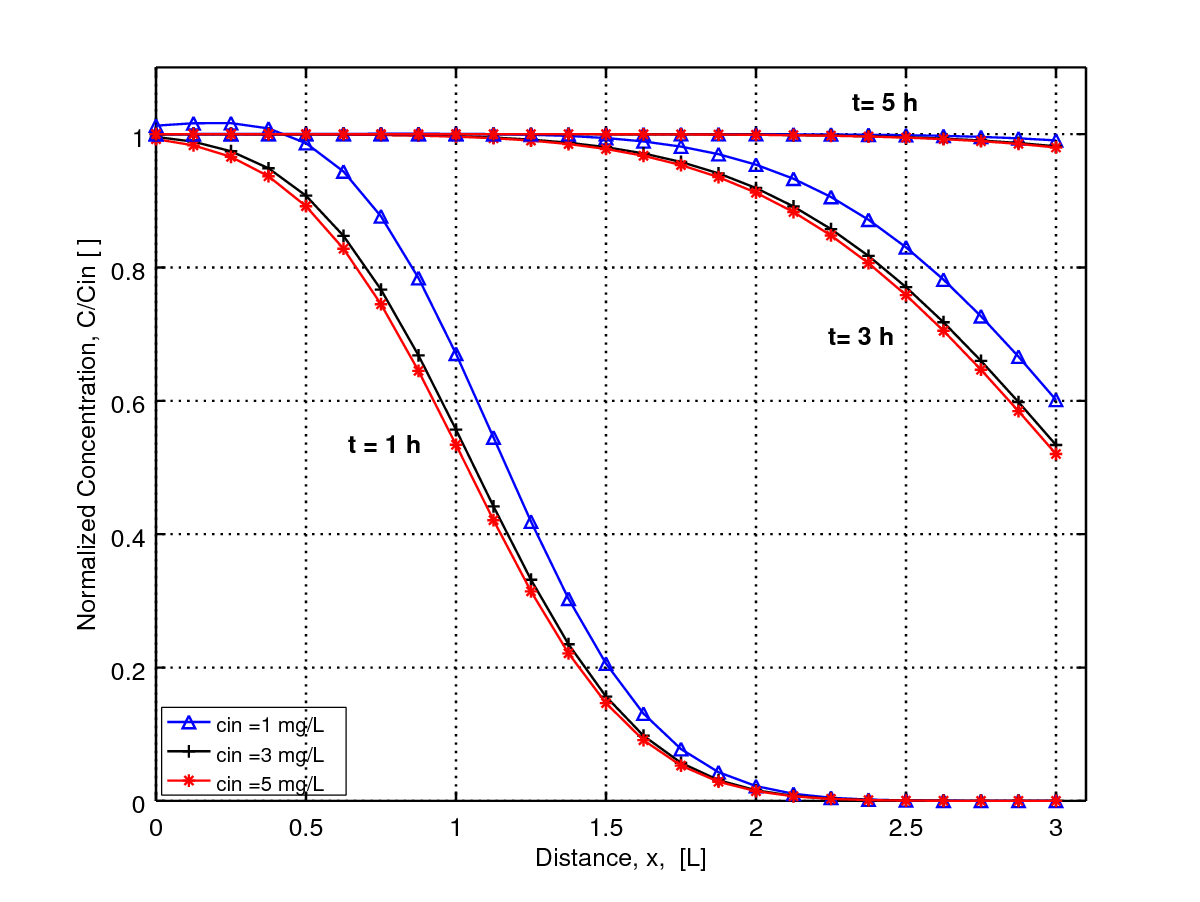 t= 5 h
1
0.8
t= 3 h
0.6
t = 1 h
0.4
0.2
0
Normalized Concentration, C/Cin [ ]
cin =1 mg/L
cin =3 mg/L
cin =5 mg/L
0 0.5 1 1.5 2 2.5 3
Distance, x, [L]